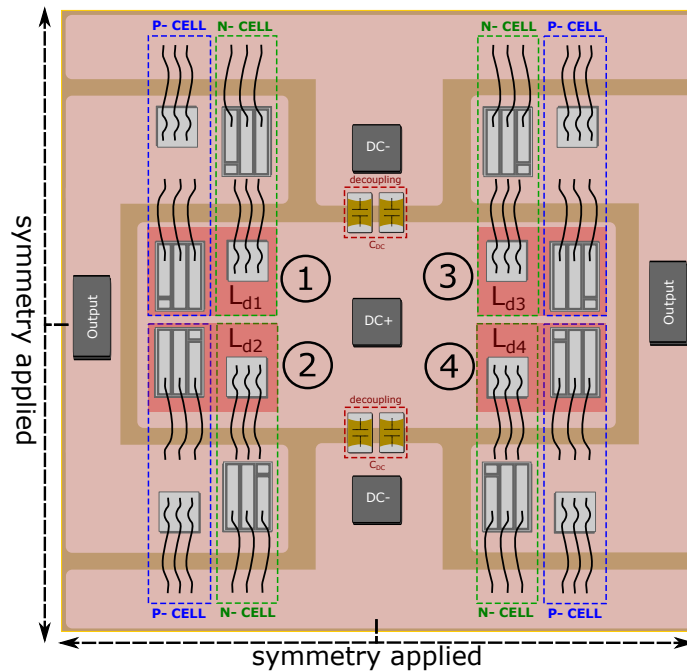 P- CELL
N- CELL
N- CELL
P- CELL
DC-
decoupling
CDC
1
3
Ld1
Ld3
Output
DC+
Output
Ld2
Ld4
2
4
decoupling
CDC
DC-
P- CELL
N- CELL
N- CELL
P- CELL
symmetry applied
symmetry applied